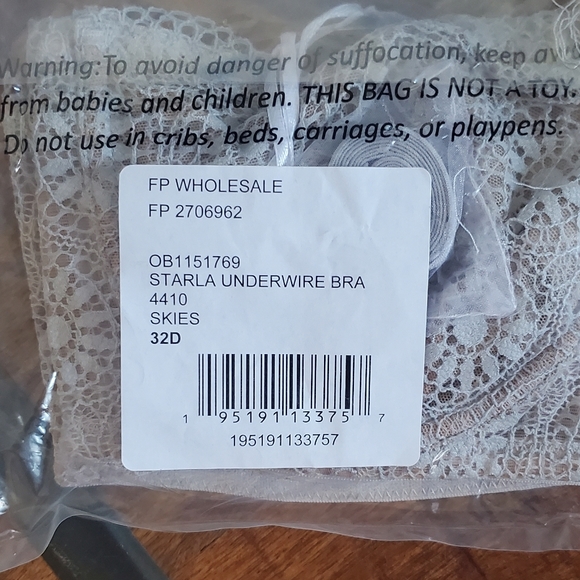 Warning:To avoid danger of suffocation, keep aw
from babies and children. THIS BAG IS NOT A TOY.
Do not use in cribs, beds, carriages, or playpens.
FP WHOLESALE
FP 2706962
OB1151769
STARLA UNDERWIRE BRA
4410
SKIES
32D
1 95191 13375 7
195191133757